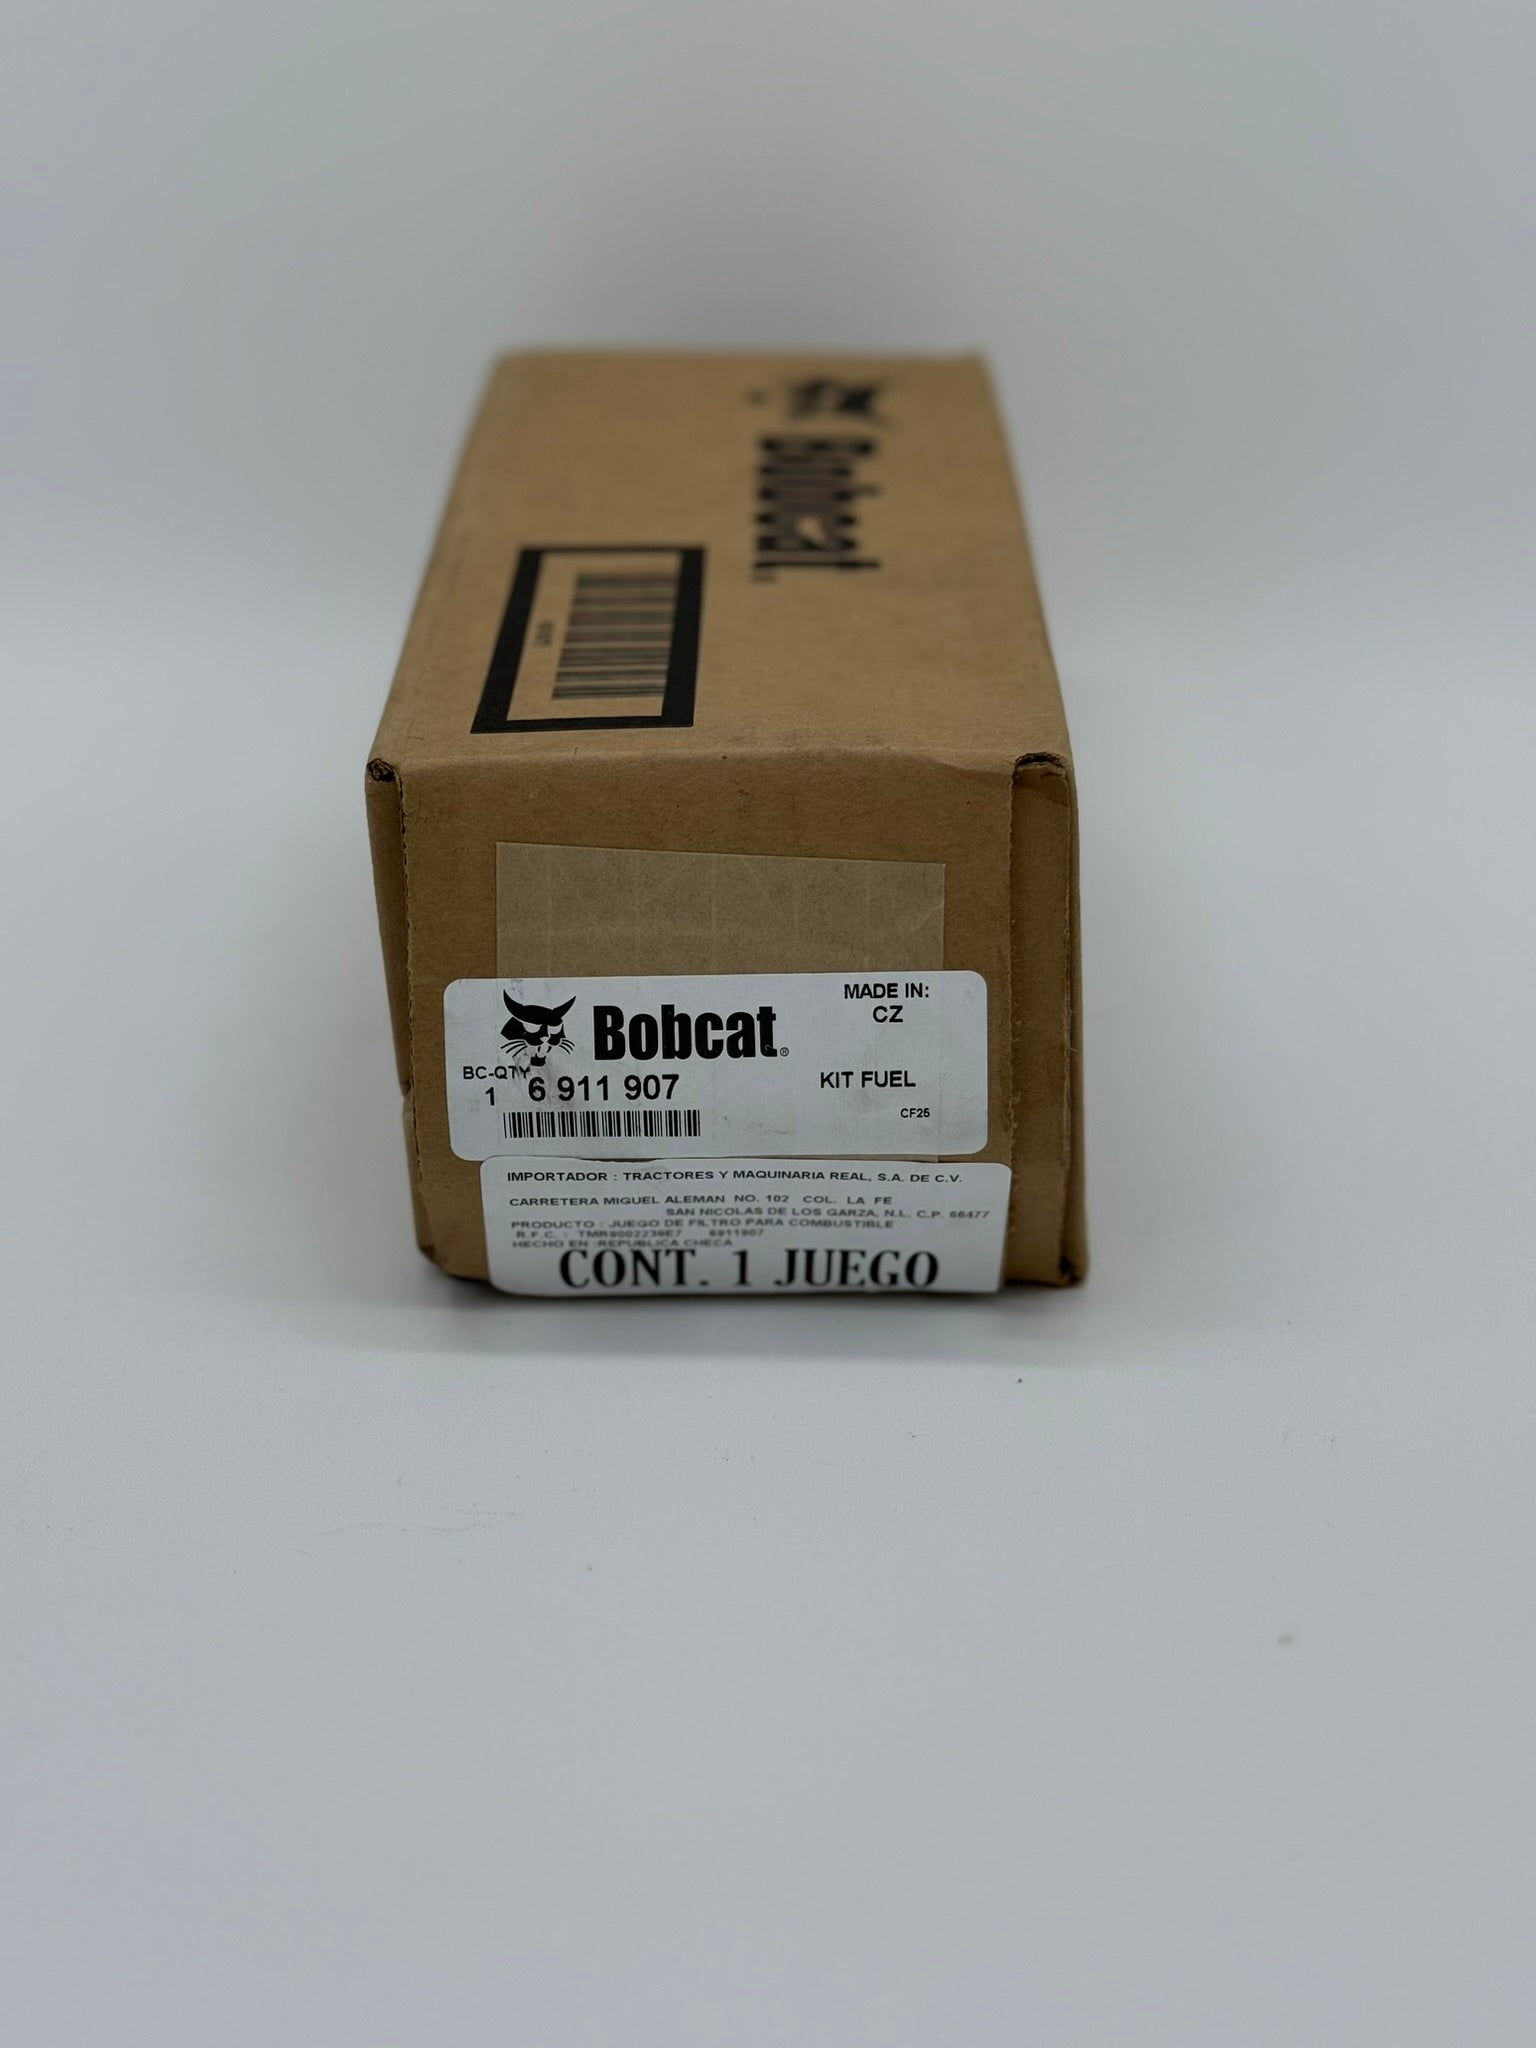 Bobcat
Bobcat®
MADE IN:
CZ
BC-QTY
1 6 911 907
KIT FUEL
CF25
IMPORTADOR : TRACTORES Y MAQUINARIA REAL, S.A. DE C.V.
CARRETERA MIGUEL ALEMAN NO. 102 COL. LA FE
SAN NICOLAS DE LOS GARZA, N.L. C.P. 66477
PRODUCTO : JUEGO DE FILTRO PARA COMBUSTIBLE
R.F.C. : TMR9002239E7 6911907
HECHO EN :REPUBLICA CHECA
CONT. 1 JUEGO